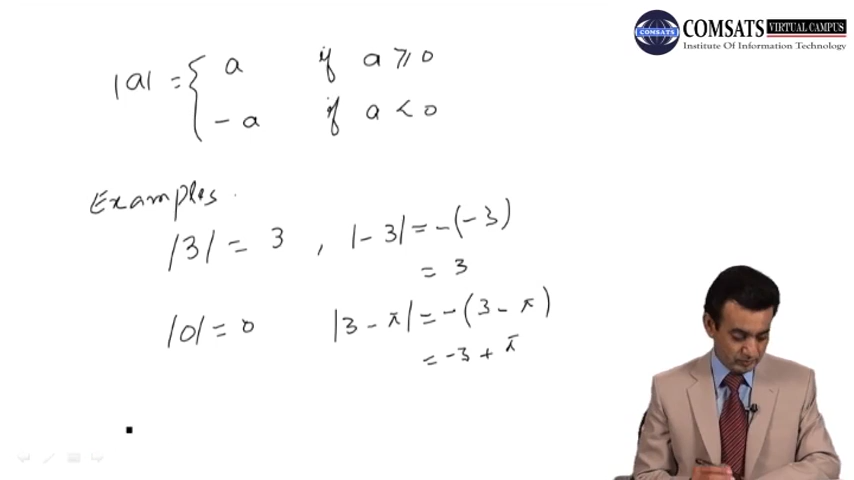 COMSATS VIRTUAL CAMPUS
COMSATS
Institute Of Information Technology
|a| = { a if a ⩾ 0
- a if a < 0
Examples.
|3| = 3 , |- 3| = -(- 3)
= 3
|0| = 0 |3 - π| = -(3 - π)
= -3 + π